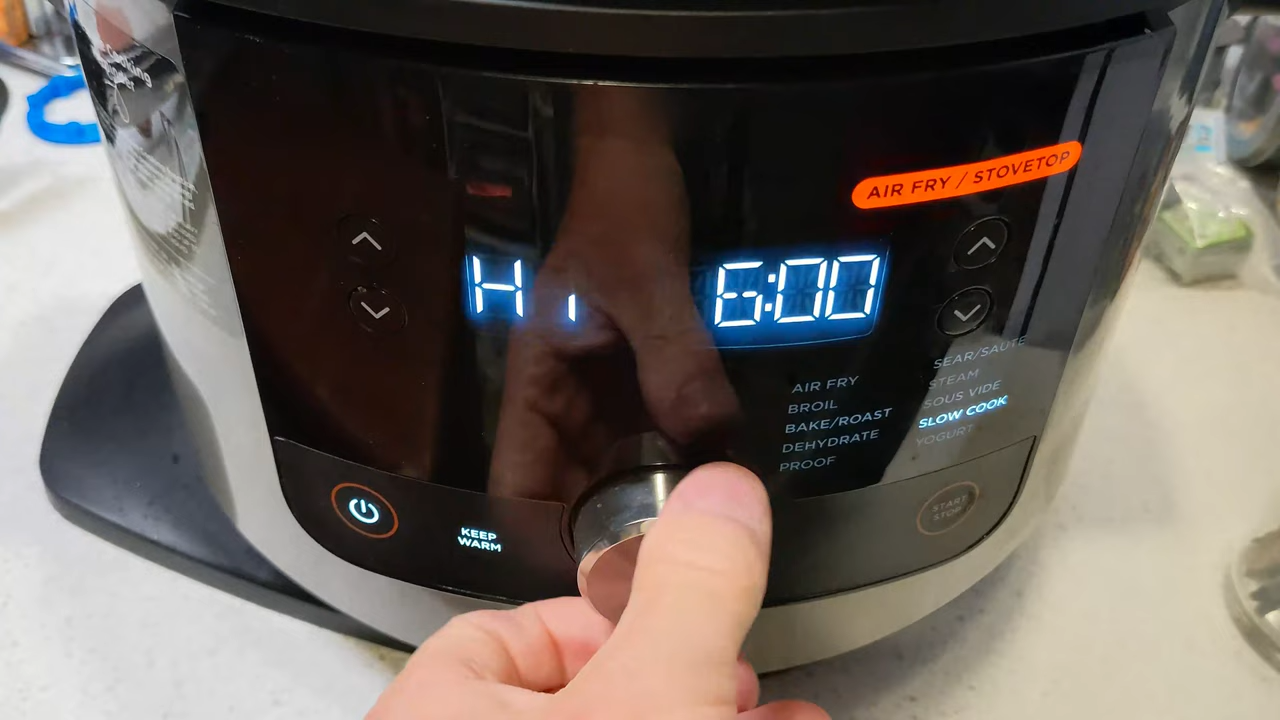 AIR FRY / STOVETOP
Hi 6:00
AIR FRY
BROIL
BAKE/ROAST
DEHYDRATE
PROOF
SEAR/SAUTÉ
STEAM
SOUS VIDE
SLOW COOK
YOGURT
KEEP
WARM
START
STOP